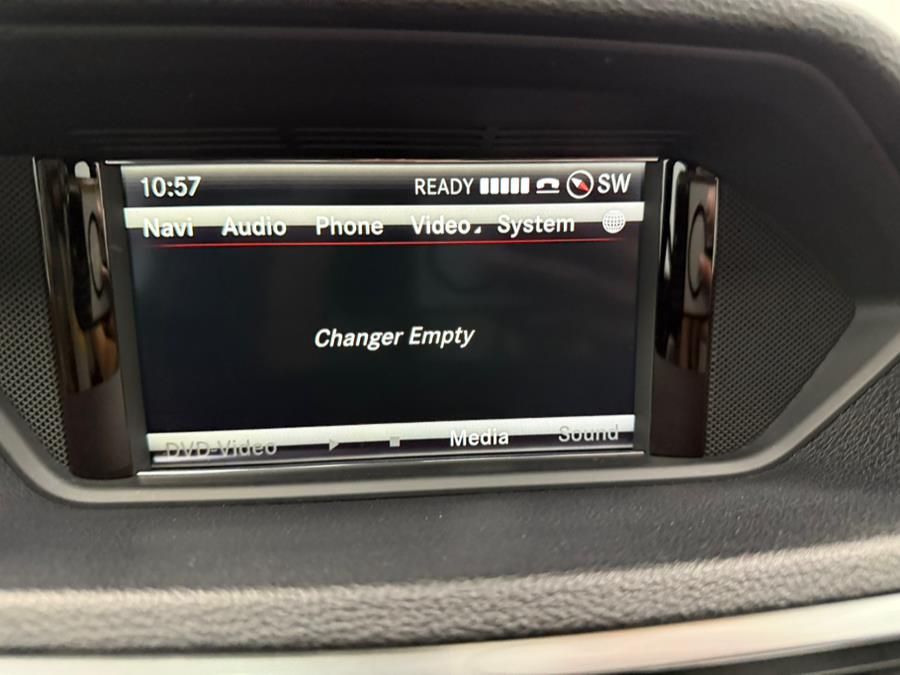 10:57 READY SW
Navi Audio Phone Video System
Changer Empty
DVD-Video Media Sound